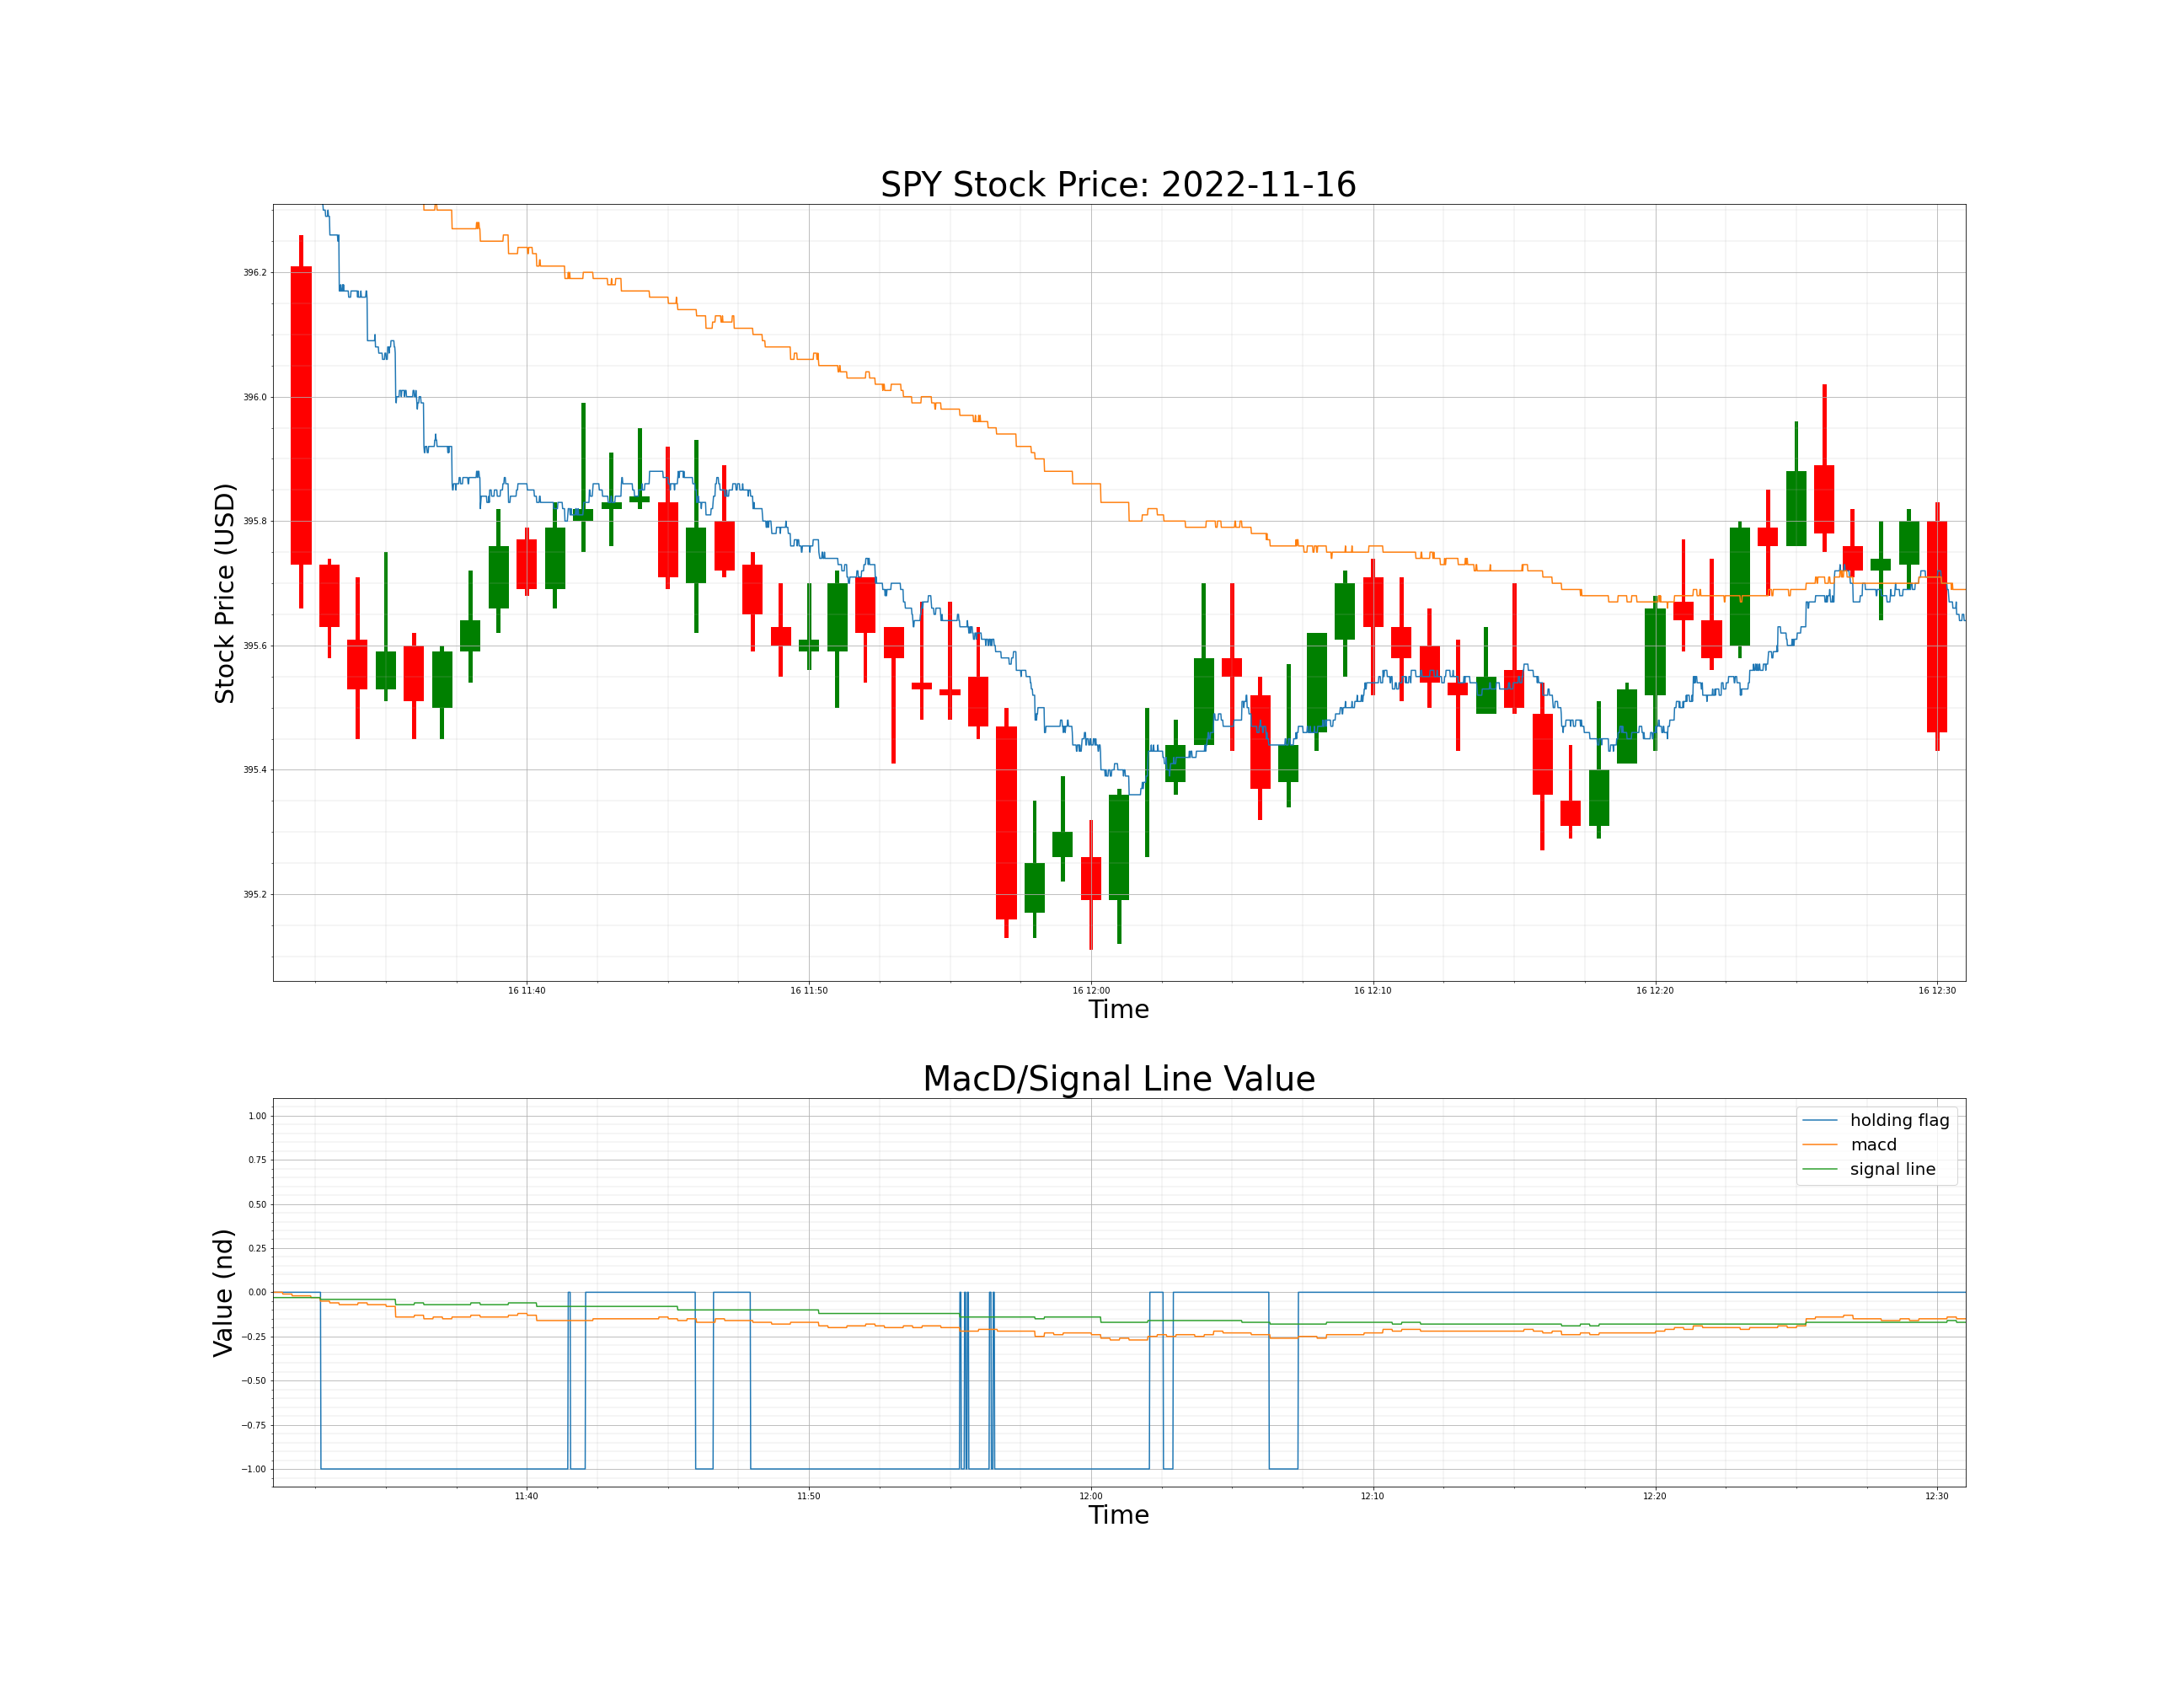 SPY Stock Price: 2022-11-16
Stock Price (USD)
396.2
396.0
395.8
395.6
395.4
395.2
16 11:40 16 11:50 16 12:00 16 12:10 16 12:20 16 12:30
Time
MacD/Signal Line Value
Value (nd)
1.00
0.75
0.50
0.25
0.00
−0.25
−0.50
−0.75
−1.00
holding flag
macd
signal line
11:40 11:50 12:00 12:10 12:20 12:30
Time